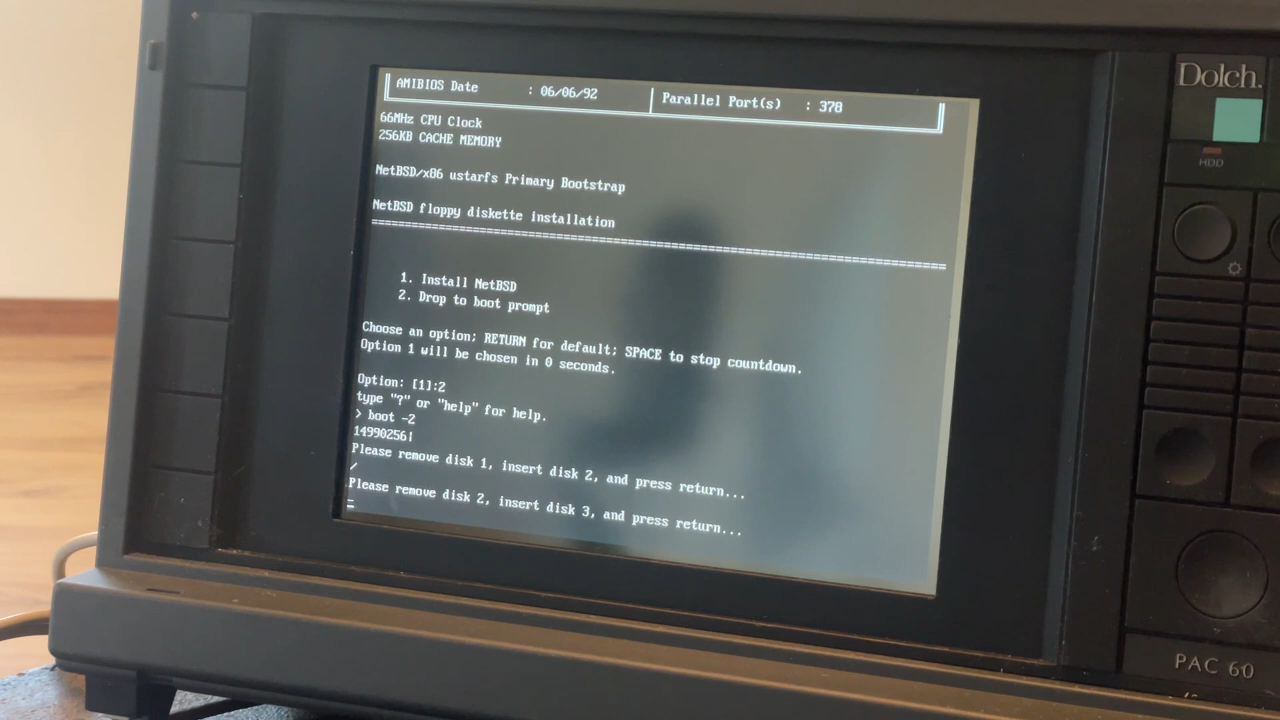 AMIBIOS Date : 06/06/92 Parallel Port(s) : 378
66MHz CPU Clock
256KB CACHE MEMORY
NetBSD/x86 ustarfs Primary Bootstrap
NetBSD floppy diskette installation
1. Install NetBSD
2. Drop to boot prompt
Choose an option; RETURN for default; SPACE to stop countdown.
Option 1 will be chosen in 0 seconds.
Option: [1]:2
type "?" or "help" for help.
> boot -2
14990256|
Please remove disk 1, insert disk 2, and press return...
/
Please remove disk 2, insert disk 3, and press return...
Dolch.
HDD
PAC 60